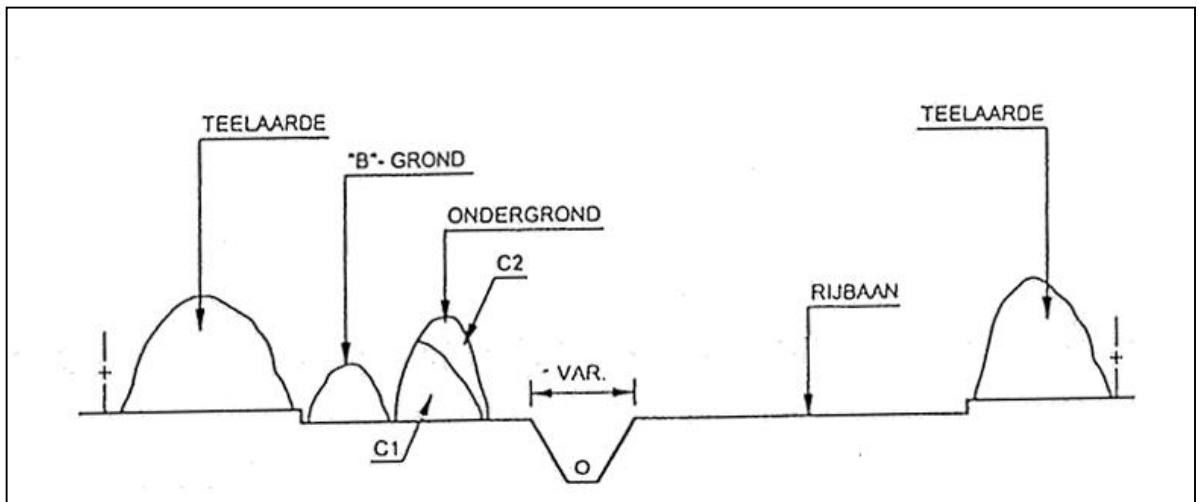 TEELAARDE
TEELAARDE
"B"- GROND
ONDERGROND
C2
RIJBAAN
VAR.
C1